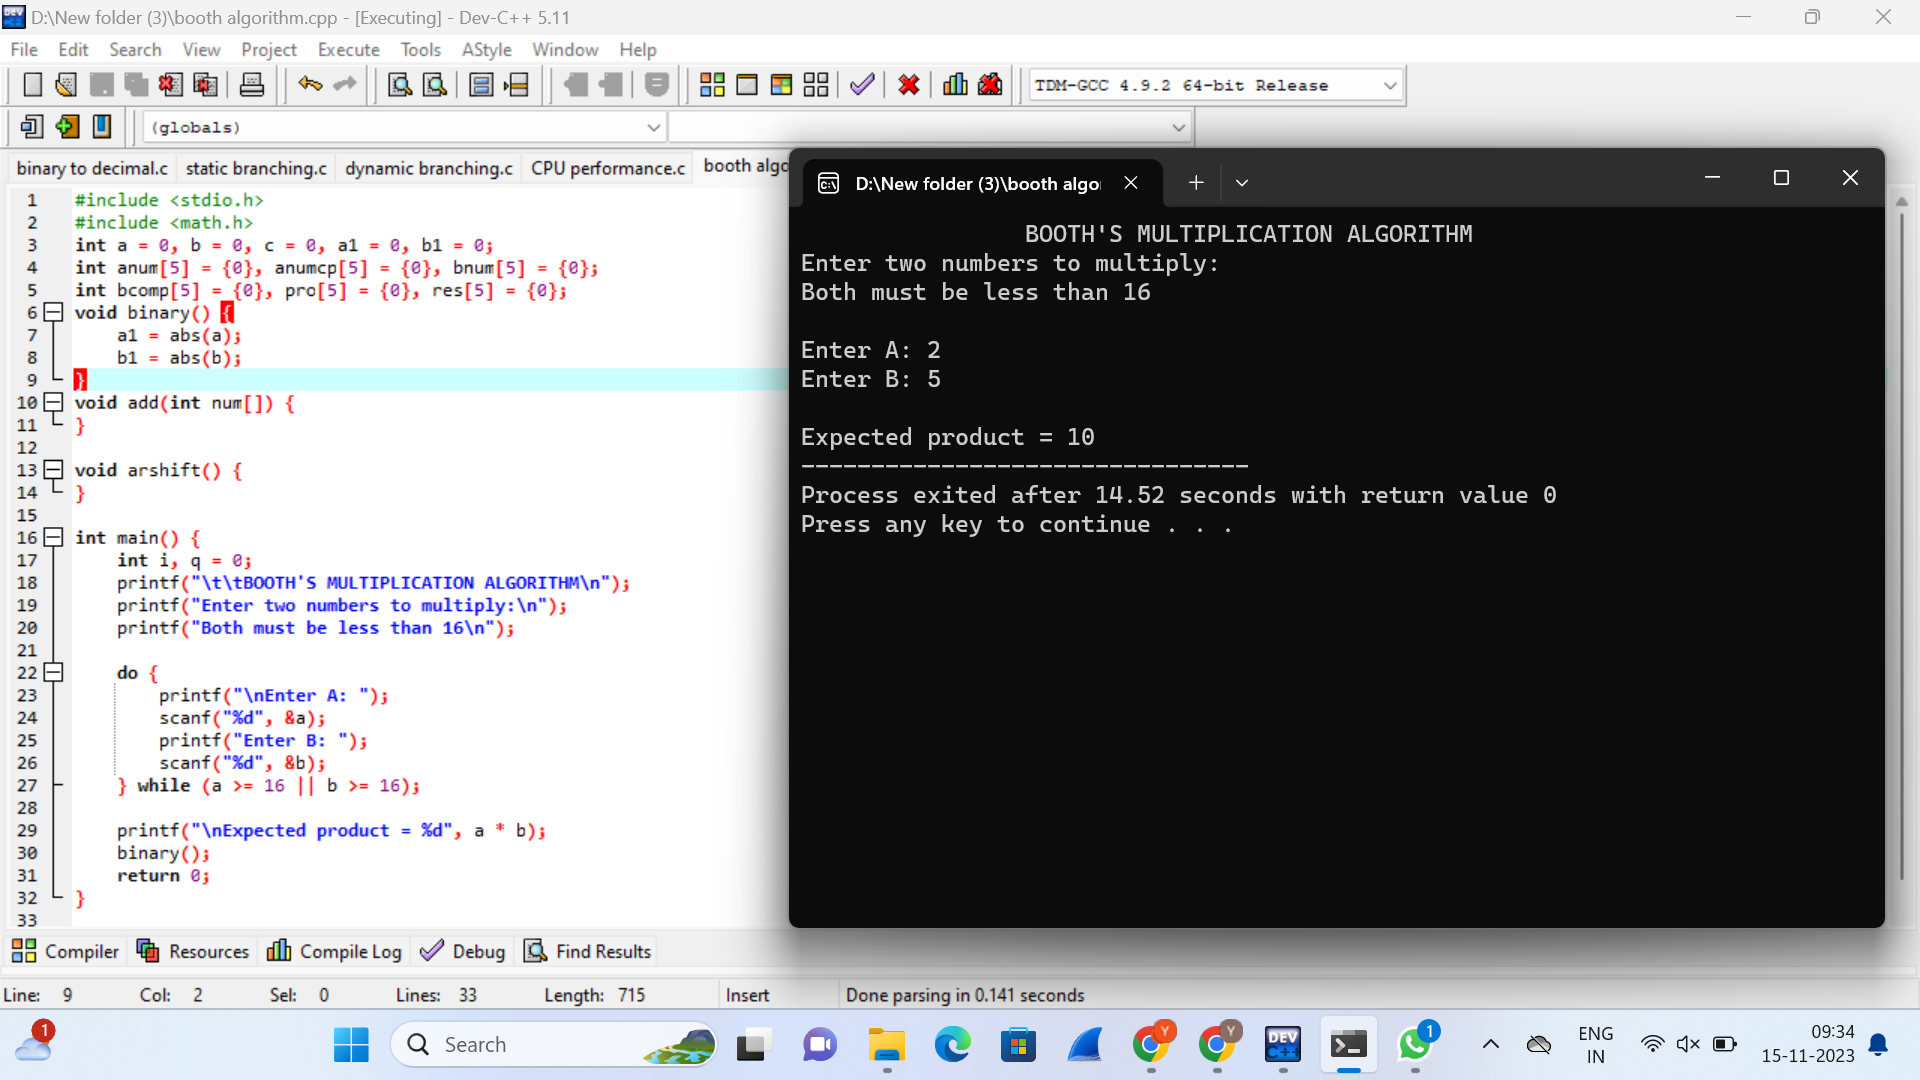 D:\New folder (3)\booth algorithm.cpp - [Executing] - Dev-C++ 5.11
File Edit Search View Project Execute Tools AStyle Window Help
TDM-GCC 4.9.2 64-bit Release
(globals)
binary to decimal.c static branching.c dynamic branching.c CPU performance.c booth algo
1 #include <stdio.h>
2 #include <math.h>
3 int a = 0, b = 0, c = 0, a1 = 0, b1 = 0;
4 int anum[5] = {0}, anumcp[5] = {0}, bnum[5] = {0};
5 int bcomp[5] = {0}, pro[5] = {0}, res[5] = {0};
6 void binary() {
7 a1 = abs(a);
8 b1 = abs(b);
9 }
10 void add(int num[]) {
11 }
12
13 void arshift() {
14 }
15
16 int main() {
17 int i, q = 0;
18 printf("\t\tBOOTH'S MULTIPLICATION ALGORITHM\n");
19 printf("Enter two numbers to multiply:\n");
20 printf("Both must be less than 16\n");
21
22 do {
23 printf("\nEnter A: ");
24 scanf("%d", &a);
25 printf("Enter B: ");
26 scanf("%d", &b);
27 } while (a >= 16 || b >= 16);
28
29 printf("\nExpected product = %d", a * b);
30 binary();
31 return 0;
32 }
33
D:\New folder (3)\booth algo
BOOTH'S MULTIPLICATION ALGORITHM
Enter two numbers to multiply:
Both must be less than 16
Enter A: 2
Enter B: 5
Expected product = 10
--------------------------------
Process exited after 14.52 seconds with return value 0
Press any key to continue . . .
Compiler Resources Compile Log Debug Find Results
Line: 9 Col: 2 Sel: 0 Lines: 33 Length: 715 Insert Done parsing in 0.141 seconds
1
Search
Y
Y
DEV
C++
1
ENG
IN
09:34
15-11-2023